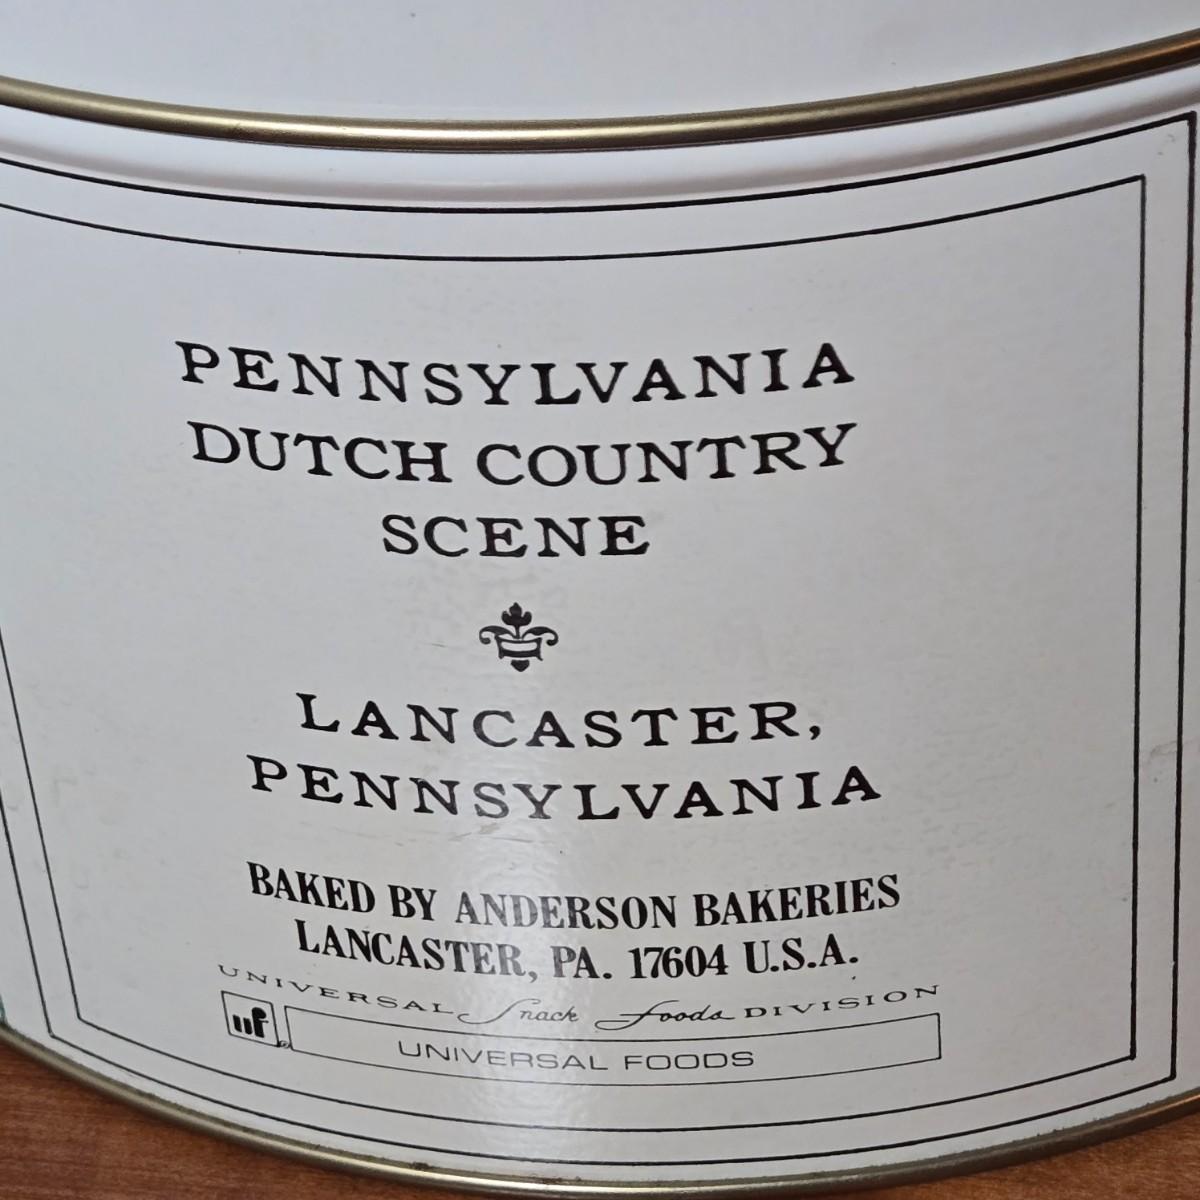 PENNSYLVANIA
DUTCH COUNTRY
SCENE
LANCASTER,
PENNSYLVANIA
BAKED BY ANDERSON BAKERIES
LANCASTER, PA. 17604 U.S.A.
UNIVERSAL Snack Foods DIVISION
uf
UNIVERSAL FOODS